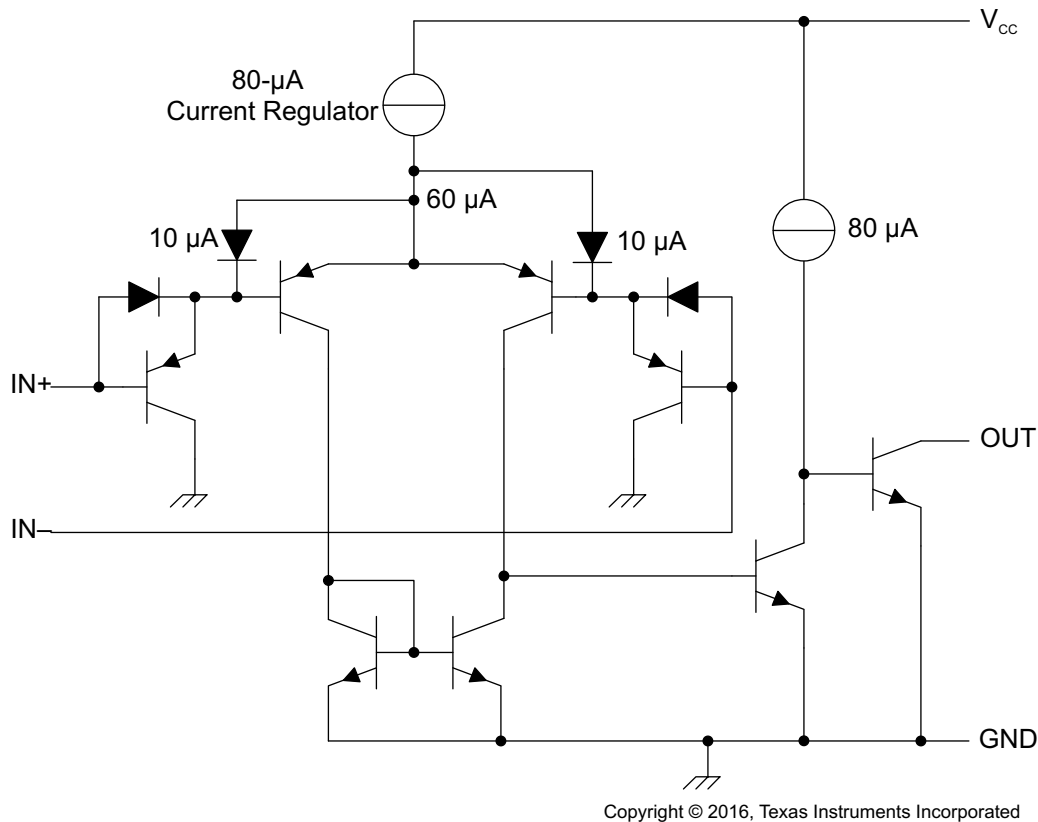 V_CC
80-µA
Current Regulator
60 µA
10 µA
10 µA
80 µA
IN+
OUT
IN–
GND
Copyright © 2016, Texas Instruments Incorporated